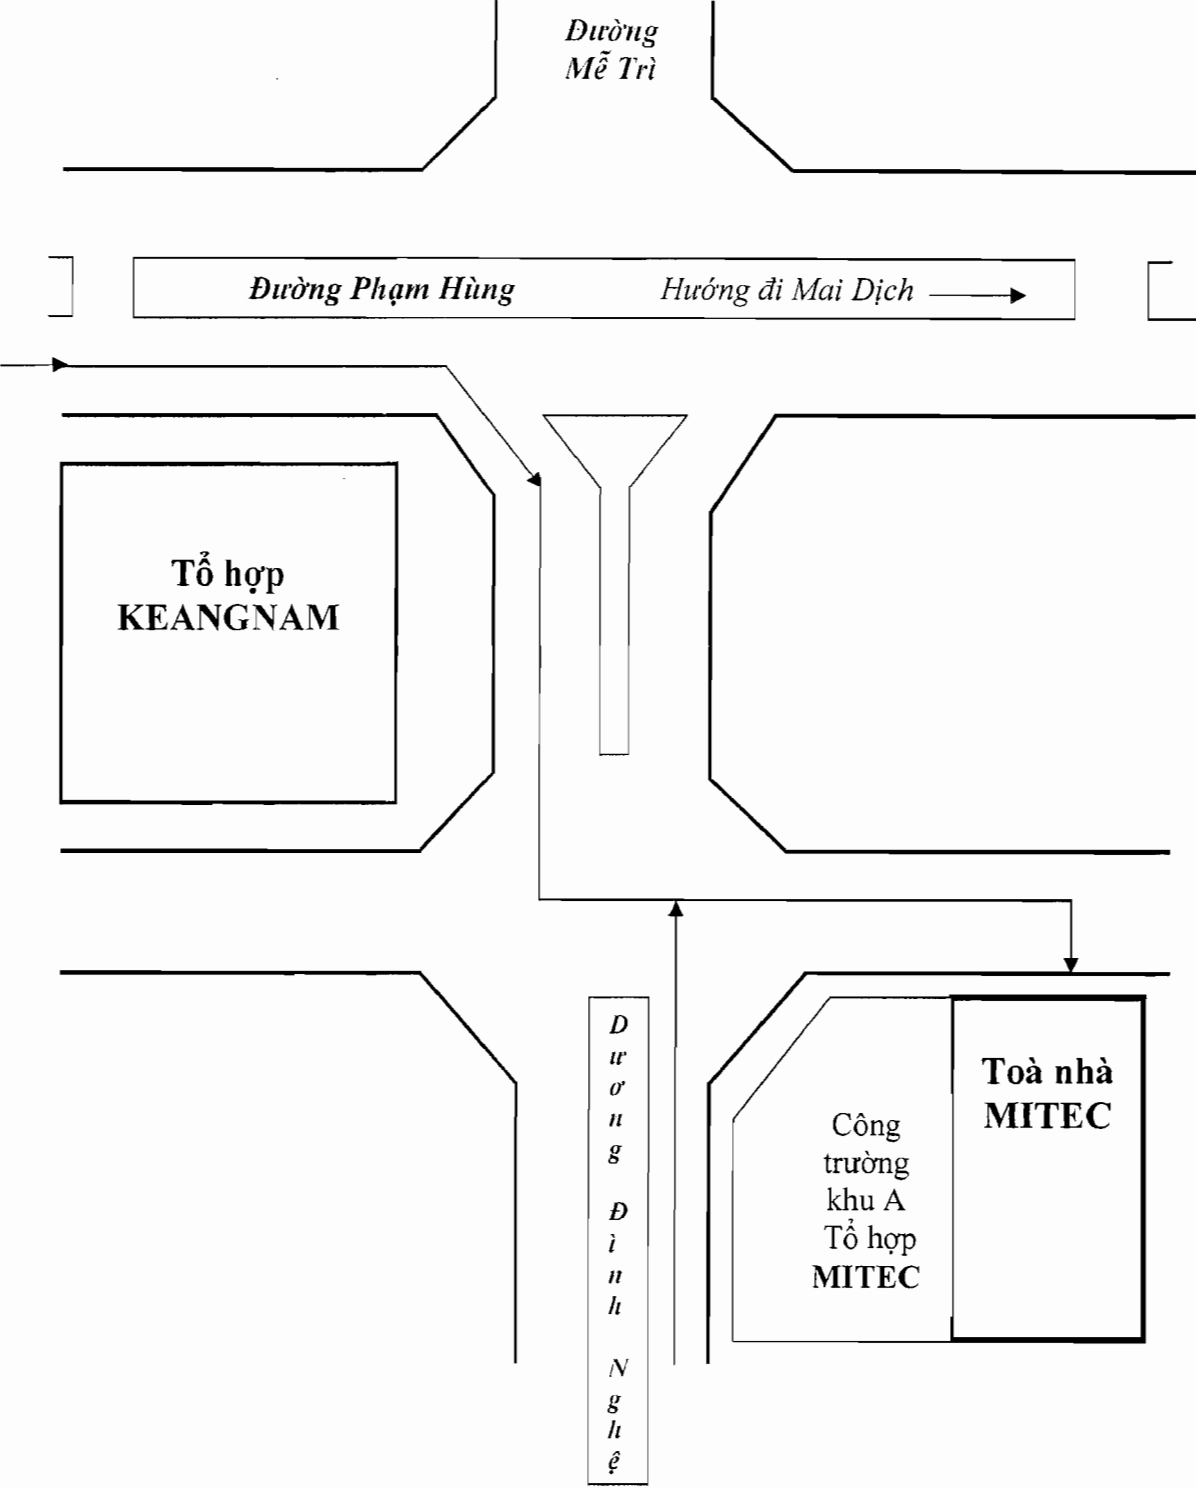 Đường
Mễ Trì
Đường Phạm Hùng
Hướng đi Mai Dịch
Tổ hợp
KEANGNAM
Dương Đình Nghệ
Toà nhà
MITEC
Công
trường
khu A
Tổ hợp
MITEC